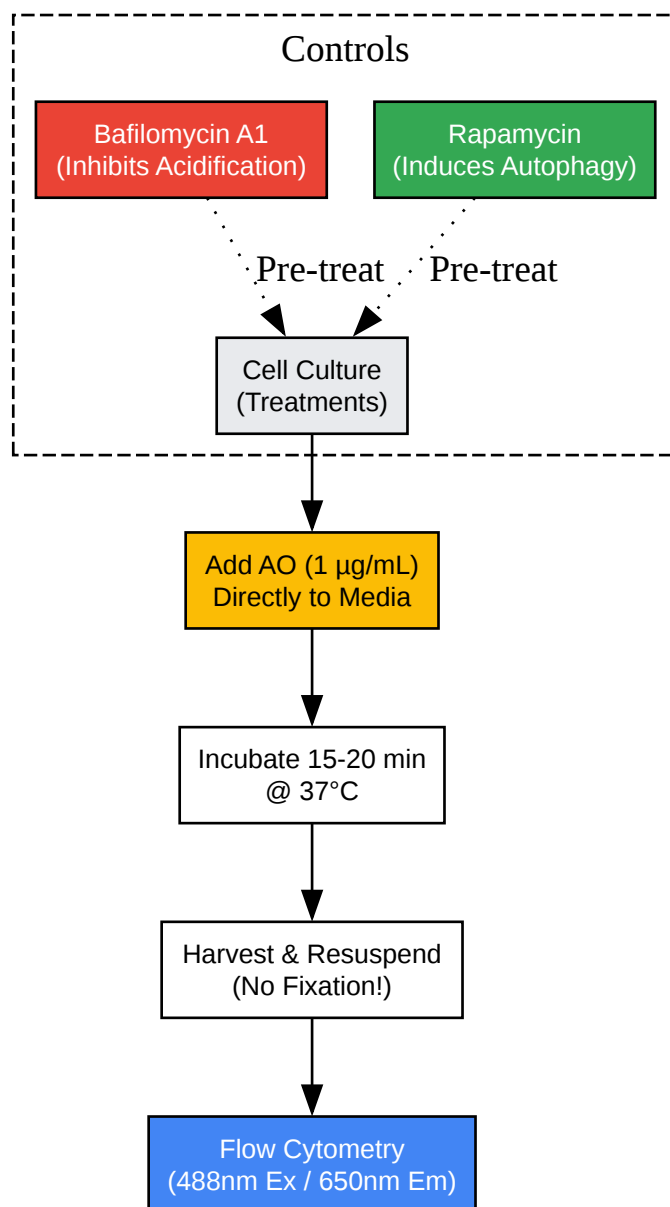 Controls
Bafilomycin A1
(Inhibits Acidification)
Rapamycin
(Induces Autophagy)
Pre-treat
Pre-treat
Cell Culture
(Treatments)
Add AO (1 µg/mL)
Directly to Media
Incubate 15-20 min
@ 37°C
Harvest & Resuspend
(No Fixation!)
Flow Cytometry
(488nm Ex / 650nm Em)